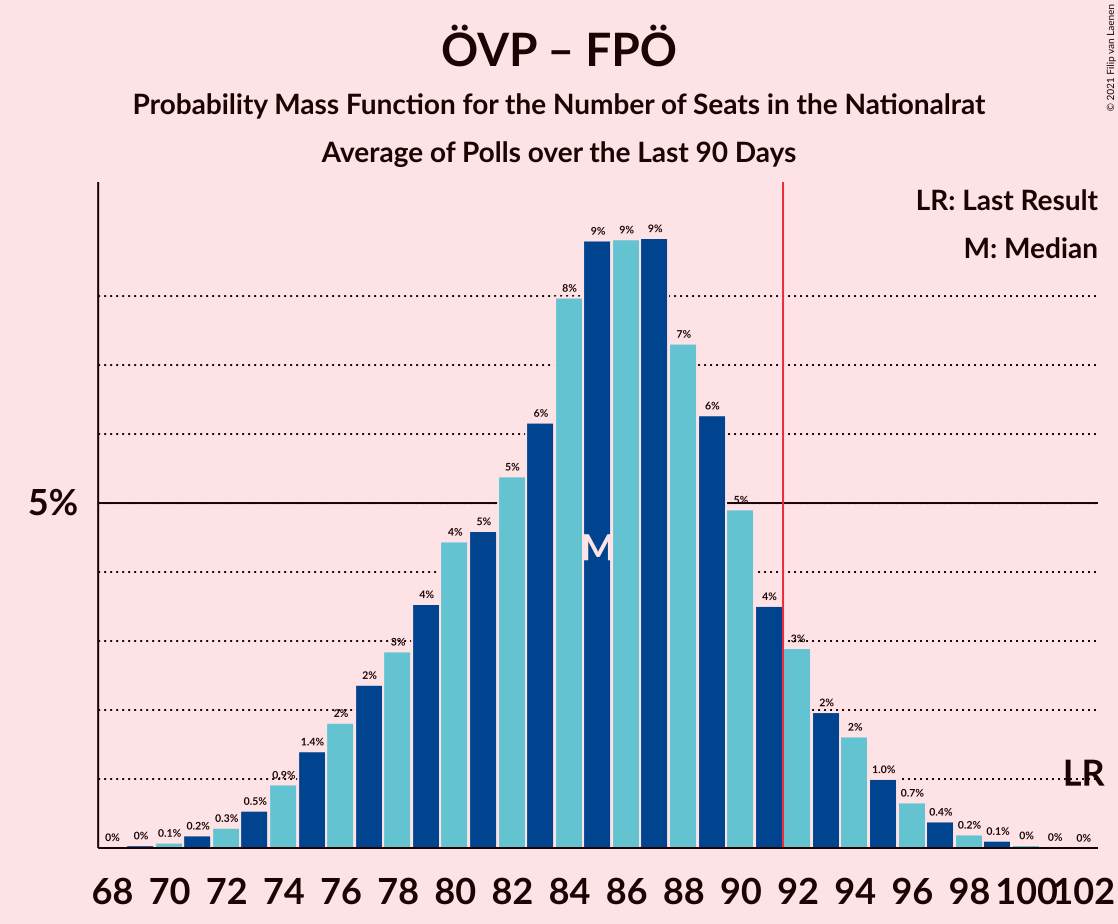 ÖVP – FPÖ
Probability Mass Function for the Number of Seats in the Nationalrat
Average of Polls over the Last 90 Days
© 2021 Filip van Laenen
LR: Last Result
M: Median
5%
0% 0% 0.1% 0.2% 0.3% 0.5% 0.9% 1.4% 2% 2% 3% 4% 4% 5% 5% 6% 8% 9% 9% 9% 7% 6% 5% 4% 3% 2% 2% 1.0% 0.7% 0.4% 0.2% 0.1% 0% 0% 0%
M
LR
68 70 72 74 76 78 80 82 84 86 88 90 92 94 96 98 100 102